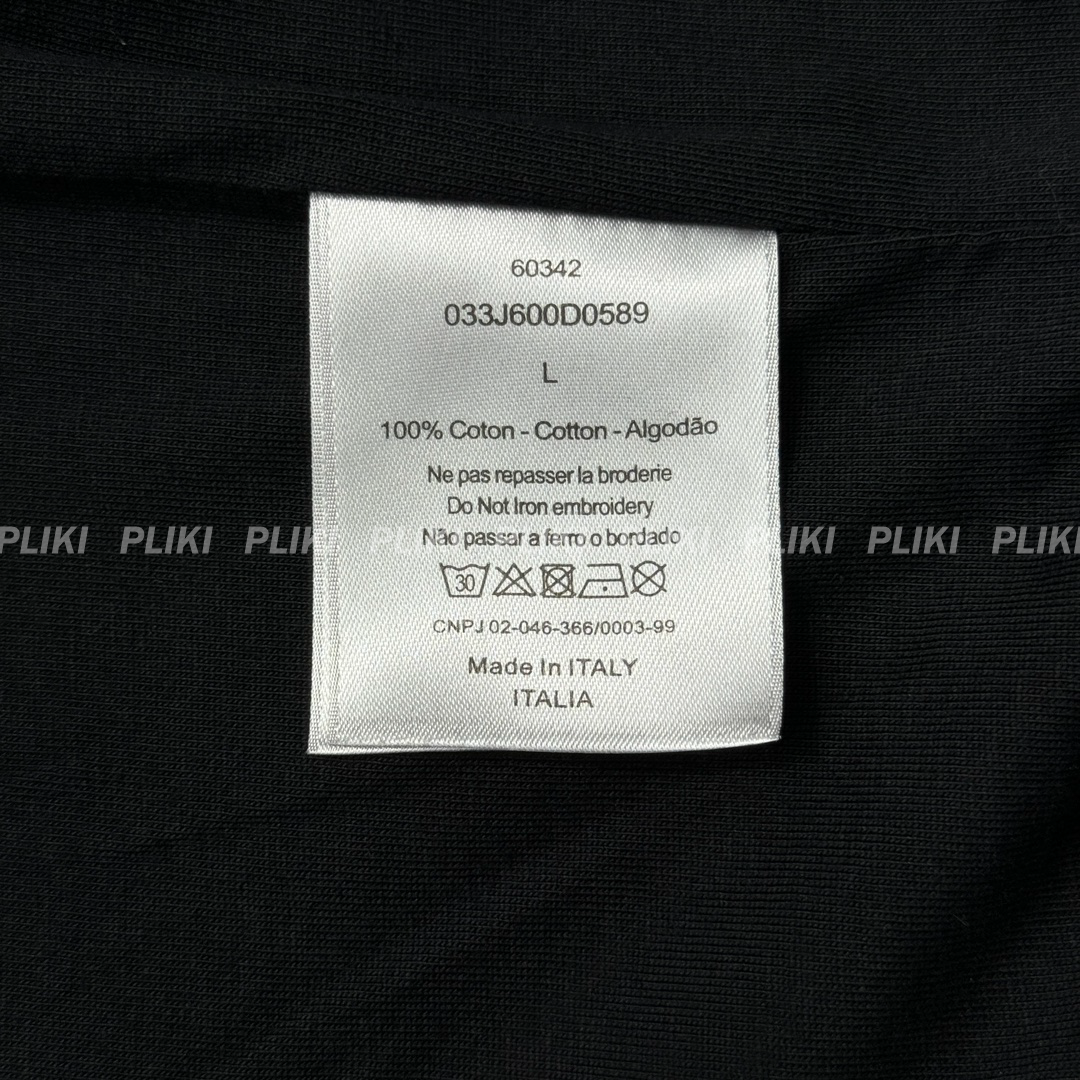 60342
033J600D0589
L
100% Coton - Cotton - Algodão
Ne pas repasser la broderie
Do Not Iron embroidery
Não passar a ferro o bordado
PLIKI PLIKI PLIKI PLIKI PLIKI PLIKI
30
CNPJ 02-046-366/0003-99
Made In ITALY
ITALIA